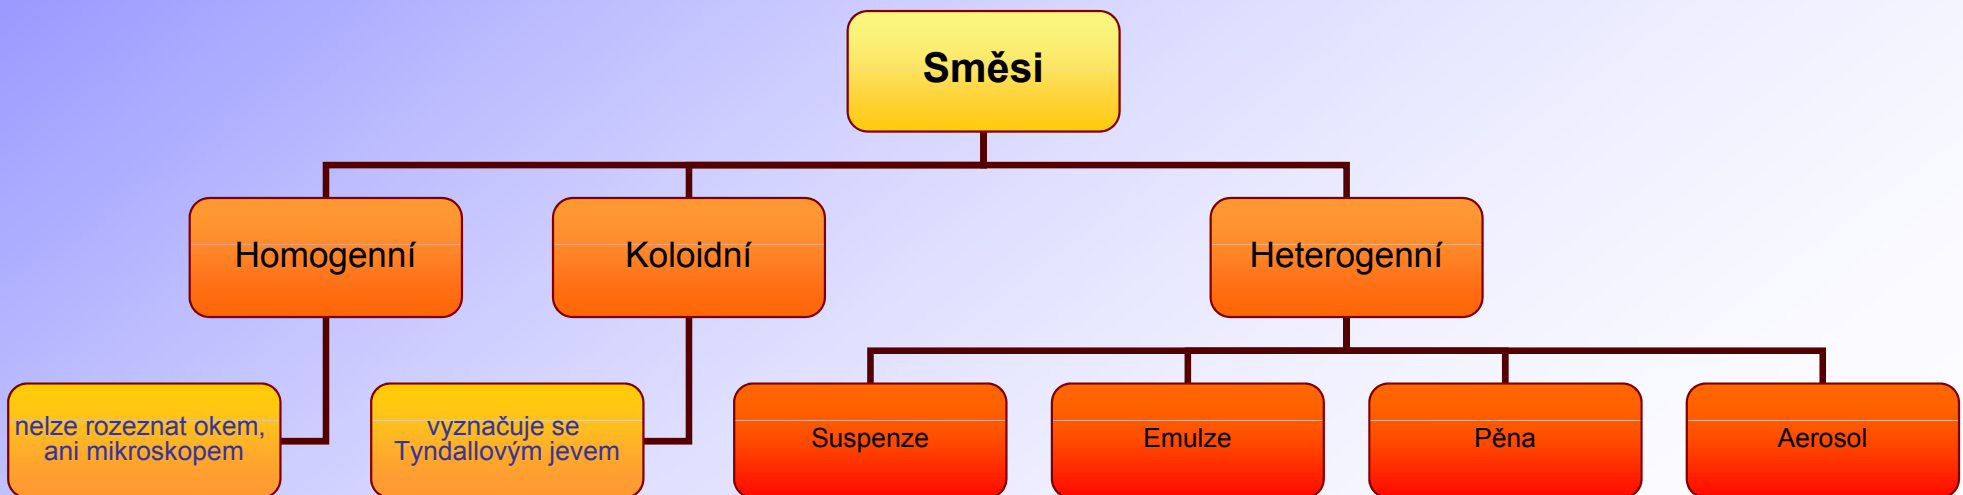 Směsi
Homogenní
Koloidní
Heterogenní
nelze rozeznat okem,
ani mikroskopem
vyznačuje se
Tyndallovým jevem
Suspenze
Emulze
Pěna
Aerosol